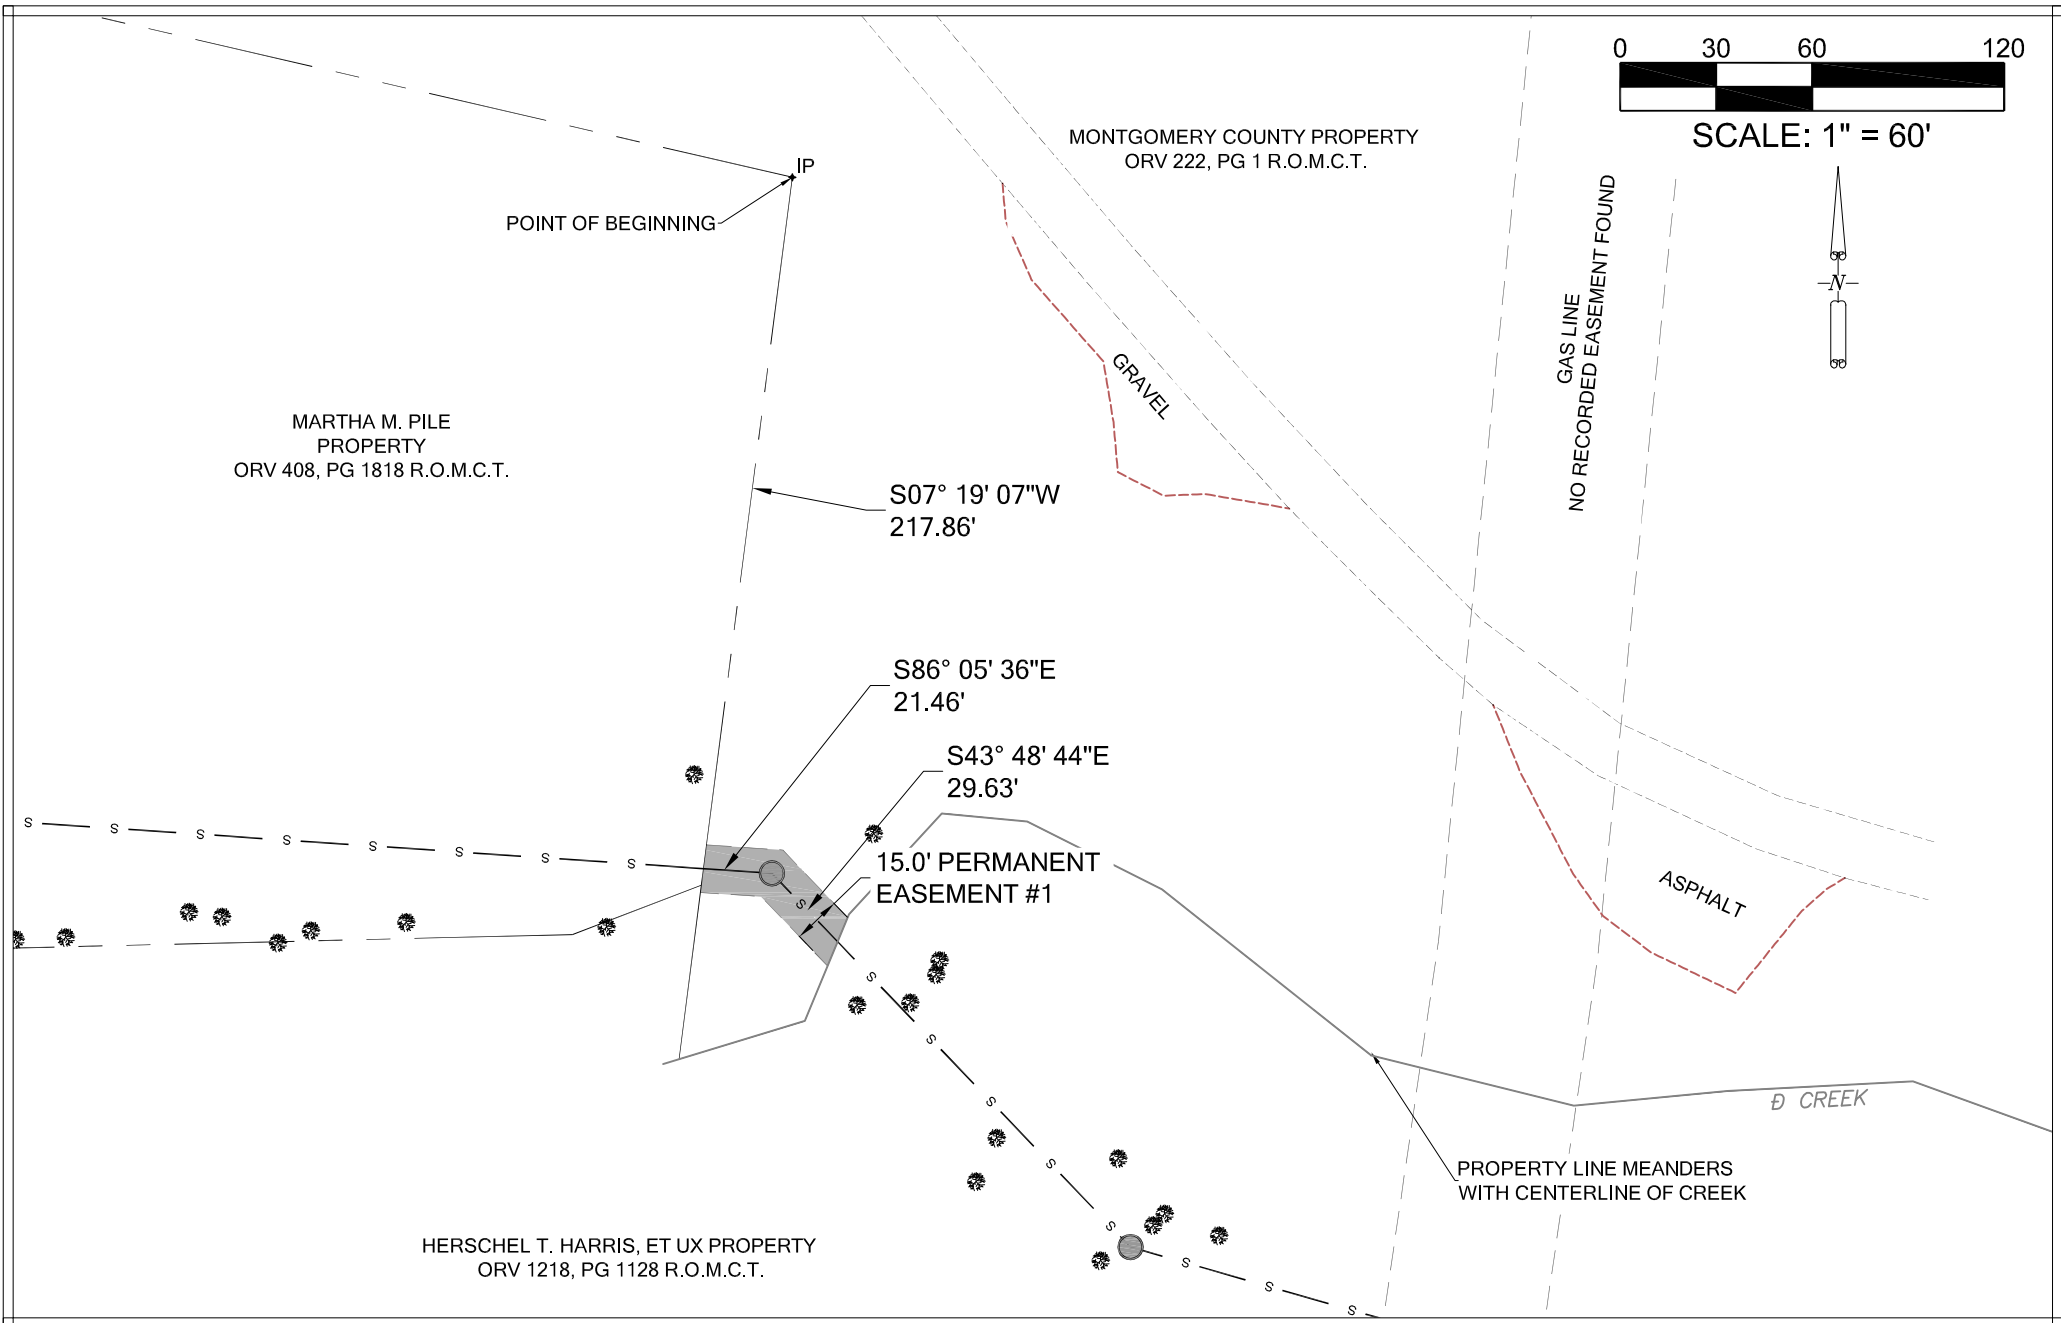 0 30 60 120
SCALE: 1" = 60'
MONTGOMERY COUNTY PROPERTY
ORV 222, PG 1 R.O.M.C.T.
IP
POINT OF BEGINNING
N
GAS LINE
NO RECORDED EASEMENT FOUND
GRAVEL
MARTHA M. PILE
PROPERTY
ORV 408, PG 1818 R.O.M.C.T.
S07° 19' 07"W
217.86'
S86° 05' 36"E
21.46'
S43° 48' 44"E
29.63'
15.0' PERMANENT
EASEMENT #1
ASPHALT
S S S S S S S S
S
S
S
S
S
S
S S S
Đ CREEK
PROPERTY LINE MEANDERS
WITH CENTERLINE OF CREEK
HERSCHEL T. HARRIS, ET UX PROPERTY
ORV 1218, PG 1128 R.O.M.C.T.